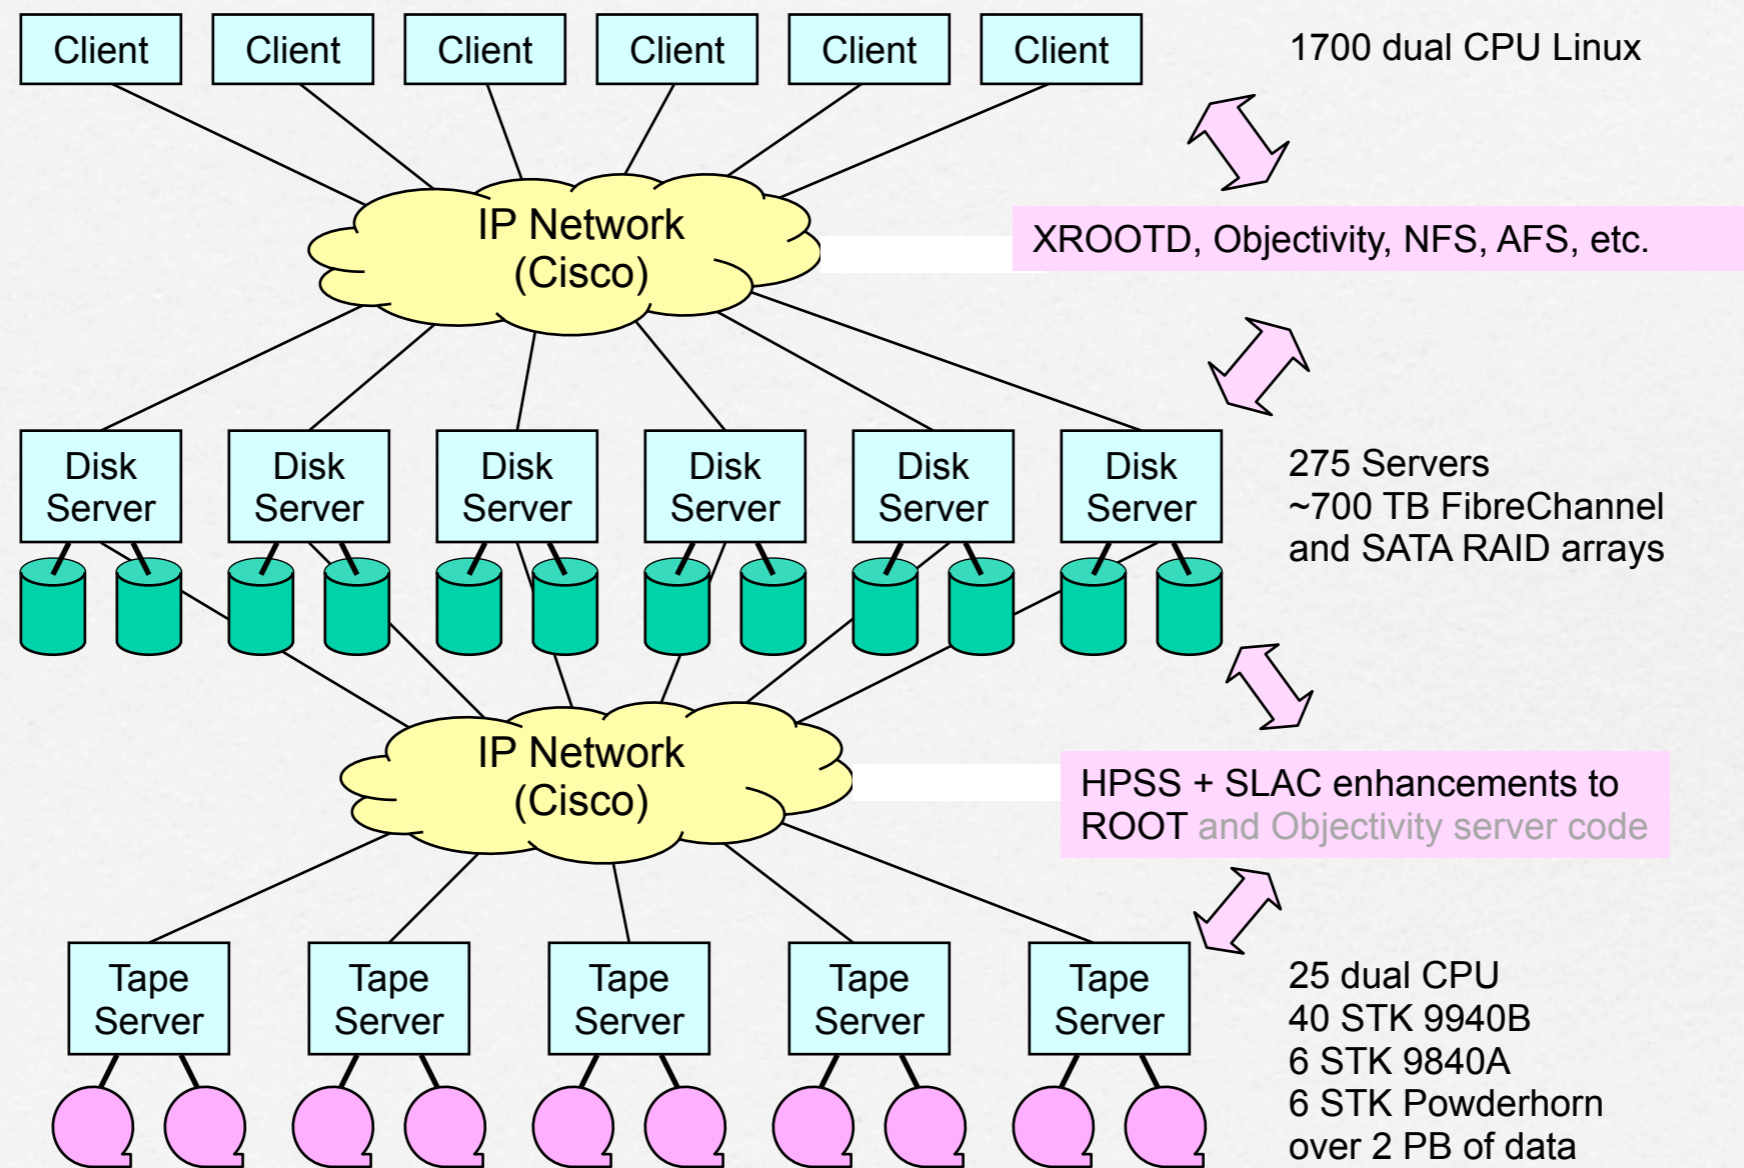 Client Client Client Client Client Client
1700 dual CPU Linux
IP Network
(Cisco)
XROOTD, Objectivity, NFS, AFS, etc.
Disk Disk Disk Disk Disk Disk
Server Server Server Server Server Server
275 Servers
~700 TB FibreChannel
and SATA RAID arrays
IP Network
(Cisco)
HPSS + SLAC enhancements to
ROOT and Objectivity server code
Tape Tape Tape Tape Tape
Server Server Server Server Server
25 dual CPU
40 STK 9940B
6 STK 9840A
6 STK Powderhorn
over 2 PB of data